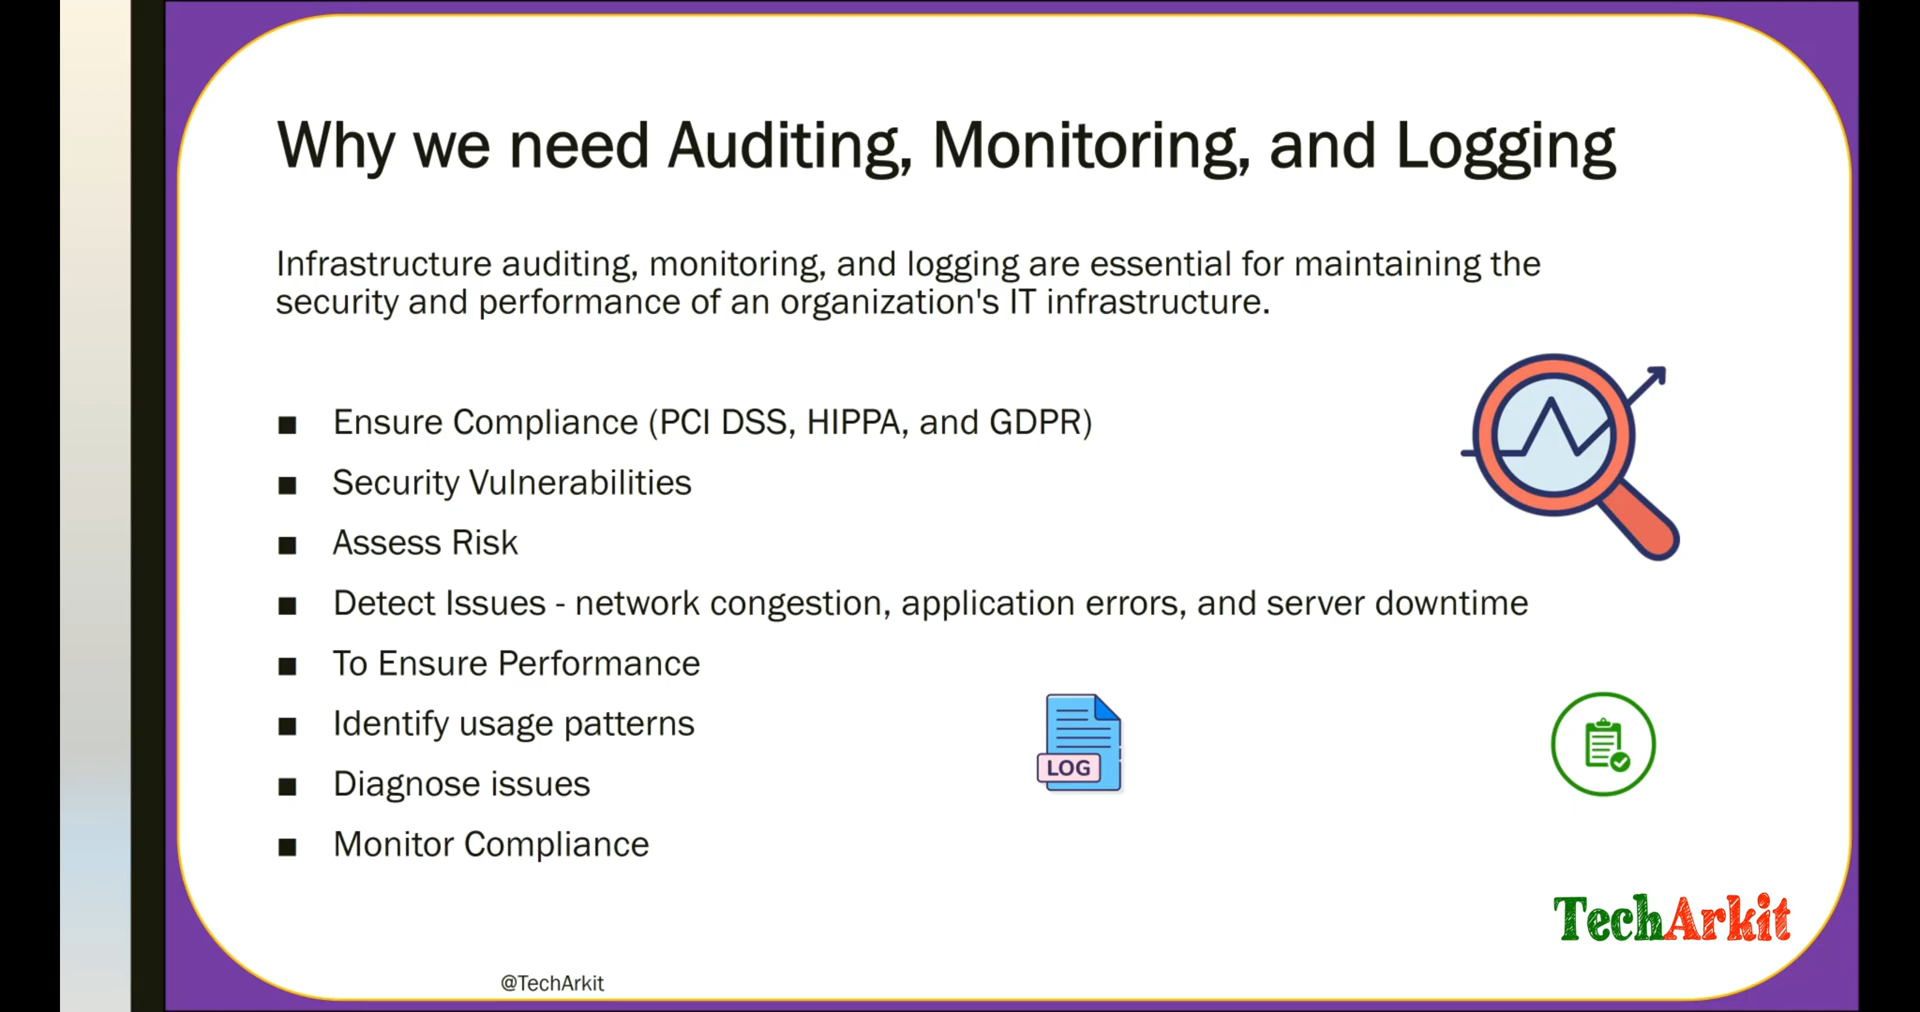 Why we need Auditing, Monitoring, and Logging
Infrastructure auditing, monitoring, and logging are essential for maintaining the
security and performance of an organization's IT infrastructure.
■ Ensure Compliance (PCI DSS, HIPPA, and GDPR)
■ Security Vulnerabilities
■ Assess Risk
■ Detect Issues - network congestion, application errors, and server downtime
■ To Ensure Performance
■ Identify usage patterns
■ Diagnose issues
■ Monitor Compliance
LOG
TechArkit
@TechArkit